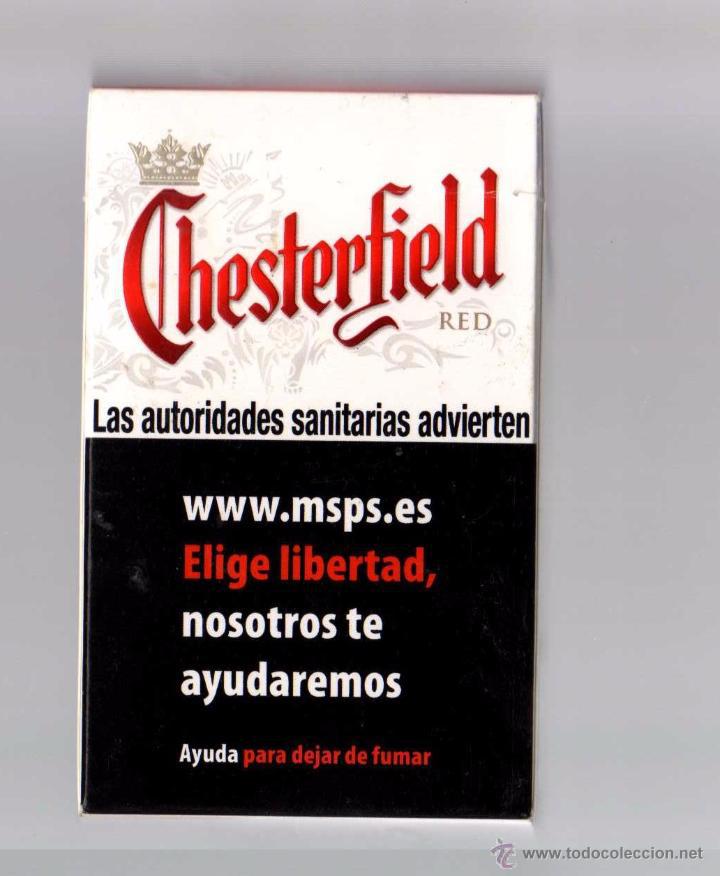 Chesterfield
RED
Las autoridades sanitarias advierten
www.msps.es
Elige libertad,
nosotros te
ayudaremos
Ayuda para dejar de fumar
www.todocoleccion.net